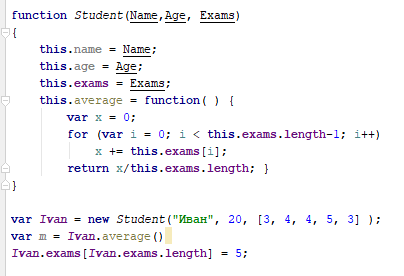 function Student(Name,Age, Exams)
{
this.name = Name;
this.age = Age;
this.exams = Exams;
this.average = function( ) {
var x = 0;
for (var i = 0; i < this.exams.length-1; i++)
x += this.exams[i];
return x/this.exams.length; }
}
var Ivan = new Student("Иван", 20, [3, 4, 4, 5, 3] );
var m = Ivan.average()
Ivan.exams[Ivan.exams.length] = 5;